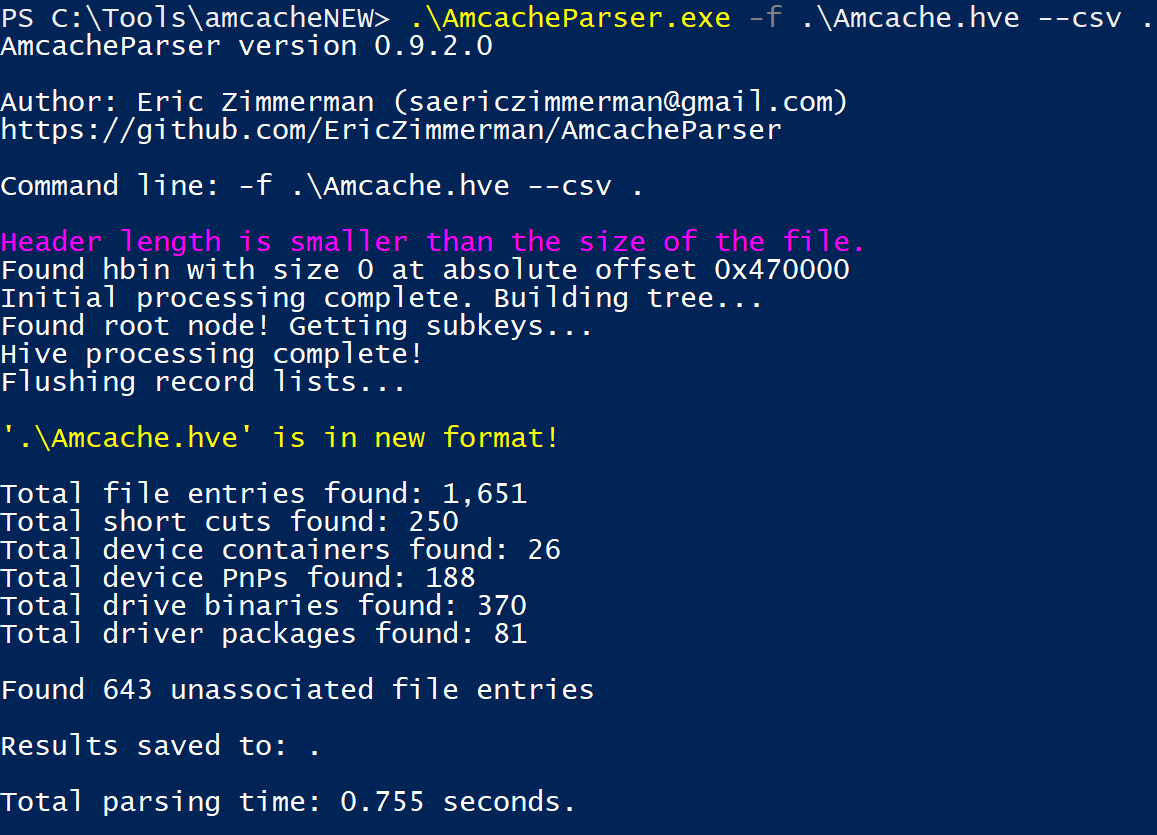 PS C:\Tools\amcacheNEW> .\AmcacheParser.exe -f .\Amcache.hve --csv .
AmcacheParser version 0.9.2.0
Author: Eric Zimmerman (saericzimmerman@gmail.com)
https://github.com/EricZimmerman/AmcacheParser
Command line: -f .\Amcache.hve --csv .
Header length is smaller than the size of the file.
Found hbin with size 0 at absolute offset 0x470000
Initial processing complete. Building tree...
Found root node! Getting subkeys...
Hive processing complete!
Flushing record lists...
'.\Amcache.hve' is in new format!
Total file entries found: 1,651
Total short cuts found: 250
Total device containers found: 26
Total device PnPs found: 188
Total drive binaries found: 370
Total driver packages found: 81
Found 643 unassociated file entries
Results saved to: .
Total parsing time: 0.755 seconds.